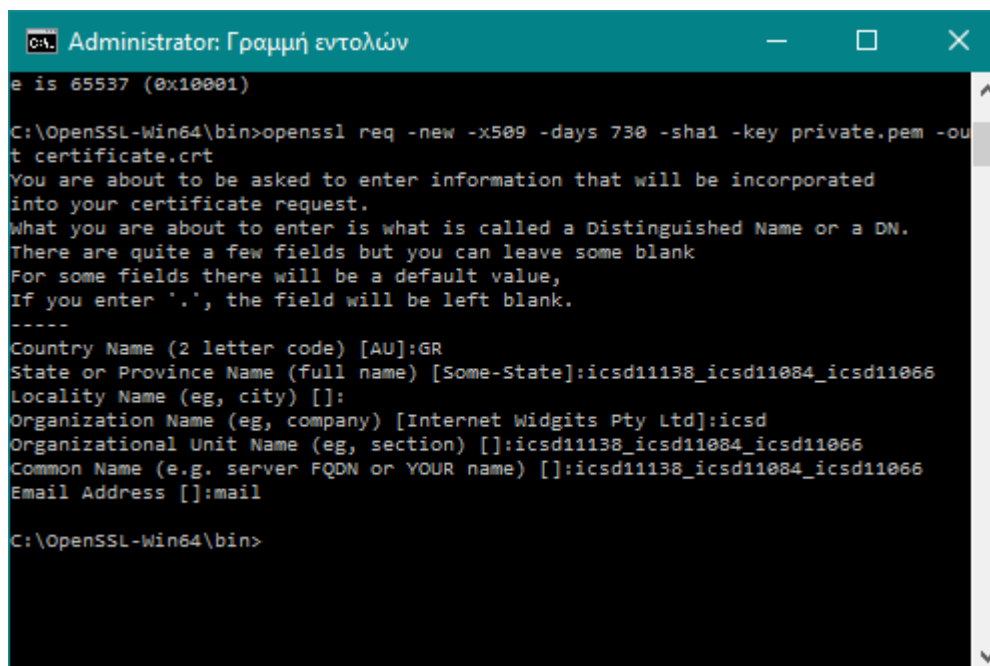 Administrator: Γραμμή εντολών
e is 65537 (0x10001)
C:\OpenSSL-Win64\bin>openssl req -new -x509 -days 730 -sha1 -key private.pem -ou
t certificate.crt
You are about to be asked to enter information that will be incorporated
into your certificate request.
What you are about to enter is what is called a Distinguished Name or a DN.
There are quite a few fields but you can leave some blank
For some fields there will be a default value,
If you enter '.', the field will be left blank.
-----
Country Name (2 letter code) [AU]:GR
State or Province Name (full name) [Some-State]:icsd11138_icsd11084_icsd11066
Locality Name (eg, city) []:
Organization Name (eg, company) [Internet Widgits Pty Ltd]:icsd
Organizational Unit Name (eg, section) []:icsd11138_icsd11084_icsd11066
Common Name (e.g. server FQDN or YOUR name) []:icsd11138_icsd11084_icsd11066
Email Address []:mail
C:\OpenSSL-Win64\bin>